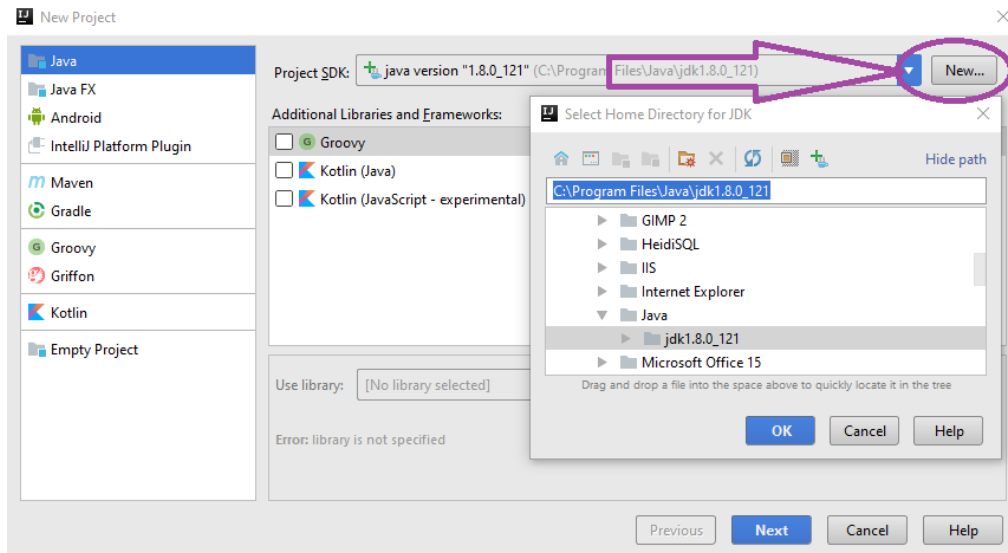 New Project
Java
Java FX
Android
IntelliJ Platform Plugin
Maven
Gradle
Groovy
Griffon
Kotlin
Empty Project
Project SDK: java version "1.8.0_121" (C:\Program Files\Java\jdk1.8.0_121) New...
Additional Libraries and Frameworks:
Groovy
Kotlin (Java)
Kotlin (JavaScript - experimental)
Use library: [No library selected]
Error: library is not specified
Select Home Directory for JDK
Hide path
C:\Program Files\Java\jdk1.8.0_121
GIMP 2
HeidiSQL
IIS
Internet Explorer
Java
jdk1.8.0_121
Microsoft Office 15
Drag and drop a file into the space above to quickly locate it in the tree
OK Cancel Help
Previous Next Cancel Help